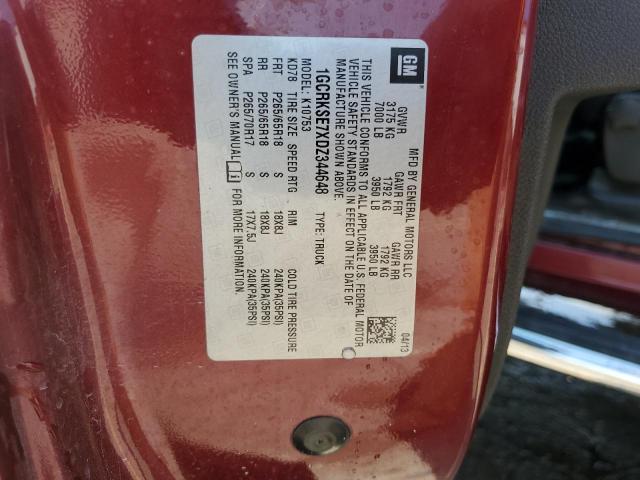 GM
MFD BY GENERAL MOTORS LLC
04/13
GVWR GAWR FRT GAWR RR
3175 KG 1792 KG 1792 KG
7000 LB 3950 LB 3950 LB
THIS VEHICLE CONFORMS TO ALL APPLICABLE U.S. FEDERAL MOTOR
VEHICLE SAFETY STANDARDS IN EFFECT ON THE DATE OF
MANUFACTURE SHOWN ABOVE.
1GCRKSE7XDZ344648 TYPE: TRUCK
MODEL: K10753
KD78 TIRE SIZE SPEED RTG RIM COLD TIRE PRESSURE
FRT P265/65R18 S 18X8J 240KPA(35PSI)
RR P265/65R18 S 18X8J 240KPA(35PSI)
SPA P265/70R17 S 17X7.5J 240KPA(35PSI)
SEE OWNER'S MANUAL FOR MORE INFORMATION.